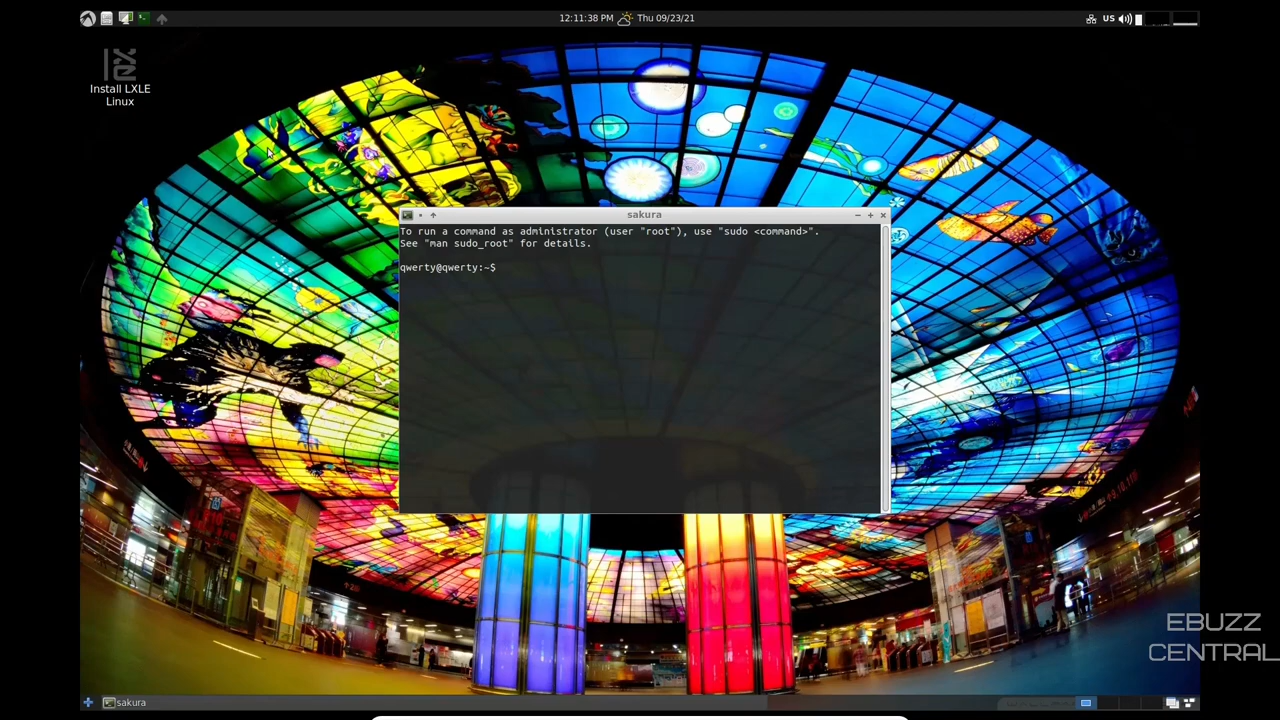 12:11:38 PM Thu 09/23/21
US
Install LXLE
Linux
sakura
To run a command as administrator (user "root"), use "sudo <command>".
See "man sudo_root" for details.
qwerty@qwerty:~$
EBUZZ
CENTRAL
sakura